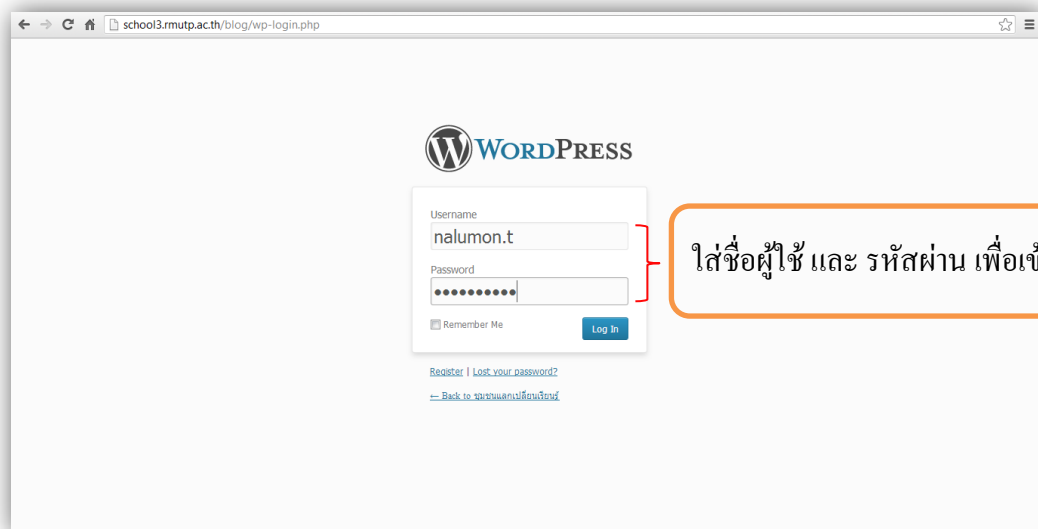 school3.rmutp.ac.th/blog/wp-login.php
WORDPRESS
Username
nalumon.t
Password
ใส่ชื่อผู้ใช้ และ รหัสผ่าน เพื่อเข้
Remember Me
Log In
Register | Lost your password?
← Back to ชุมชนแลกเปลี่ยนเรียนรู้